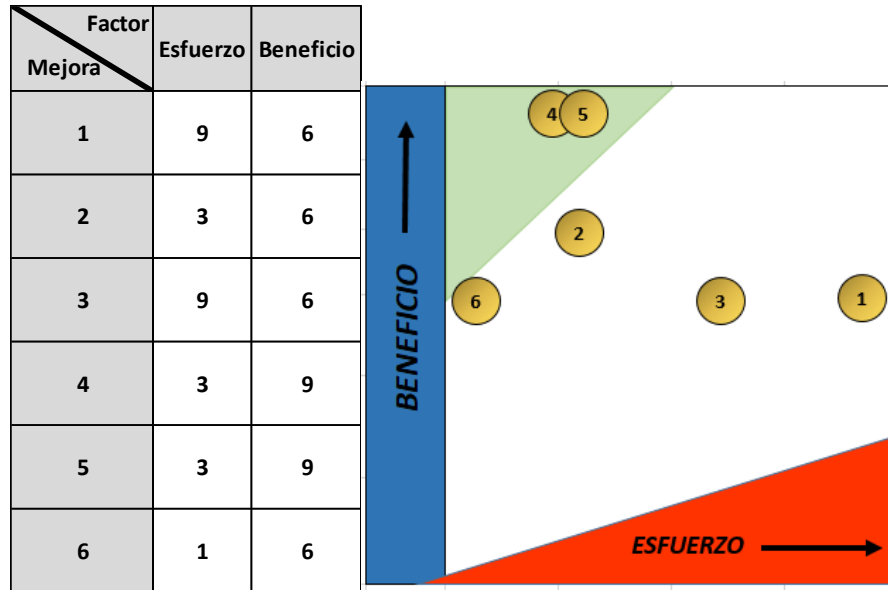 Factor
Mejora
Esfuerzo Beneficio
1 9 6
2 3 6
3 9 6
4 3 9
5 3 9
6 1 6
BENEFICIO
4 5
2
6 3 1
ESFUERZO